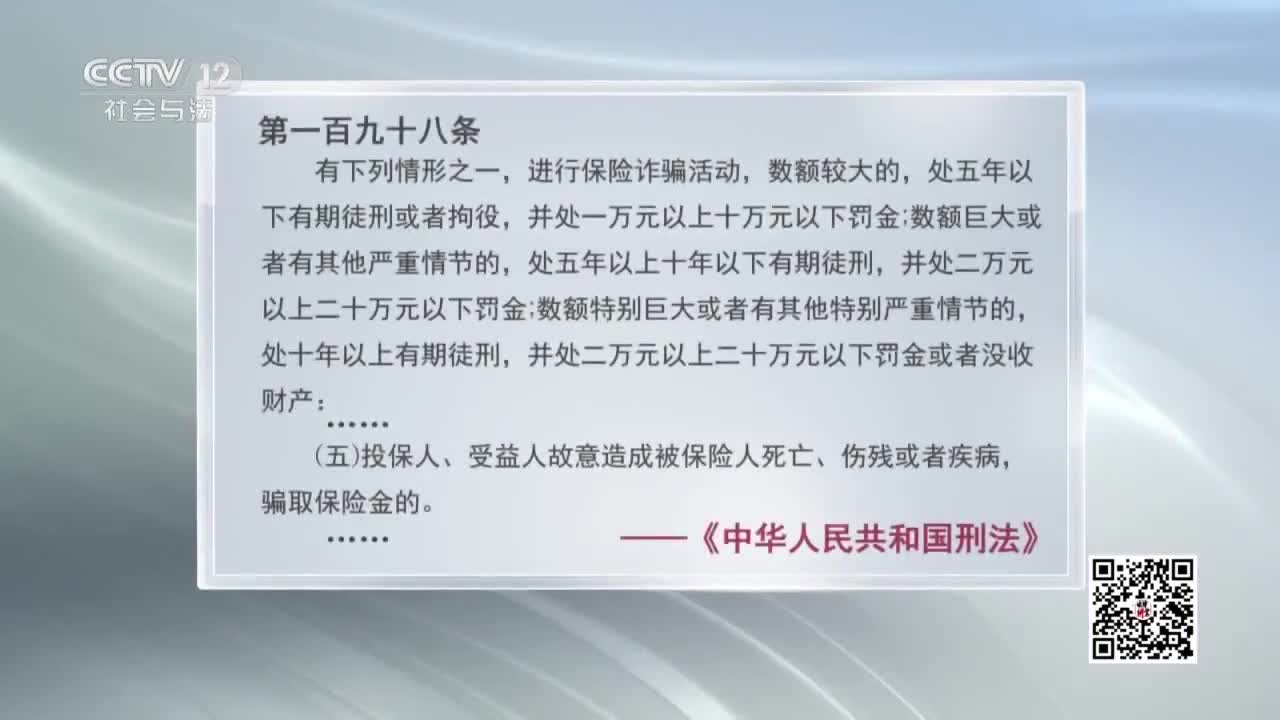 CCTV 12
社会与法
第一百九十八条
有下列情形之一，进行保险诈骗活动，数额较大的，处五年以
下有期徒刑或者拘役，并处一万元以上十万元以下罚金;数额巨大或
者有其他严重情节的，处五年以上十年以下有期徒刑，并处二万元
以上二十万元以下罚金;数额特别巨大或者有其他特别严重情节的，
处十年以上有期徒刑，并处二万元以上二十万元以下罚金或者没收
财产：
……
(五)投保人、受益人故意造成被保险人死亡、伤残或者疾病，
骗取保险金的。
……
——《中华人民共和国刑法》